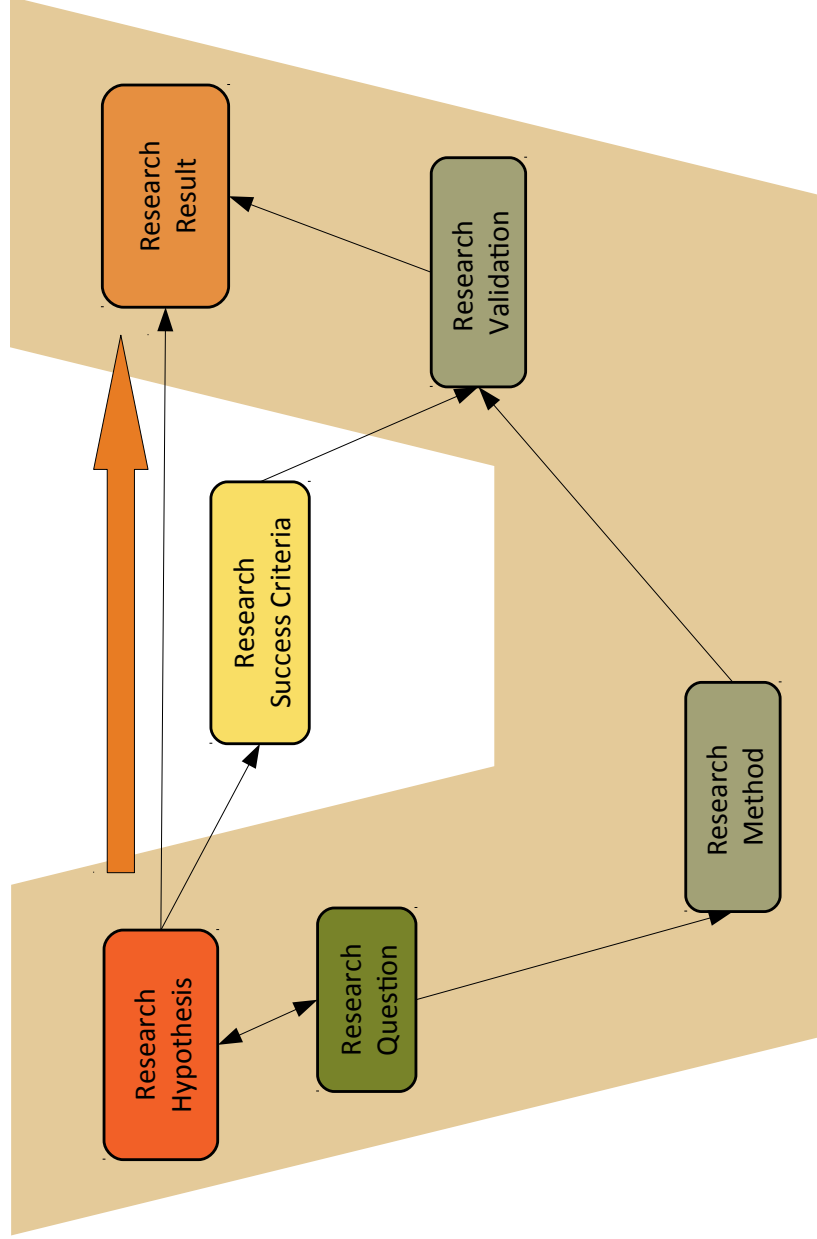 Research
Hypothesis
Research
Question
Research
Success Criteria
Research
Method
Research
Validation
Research
Result